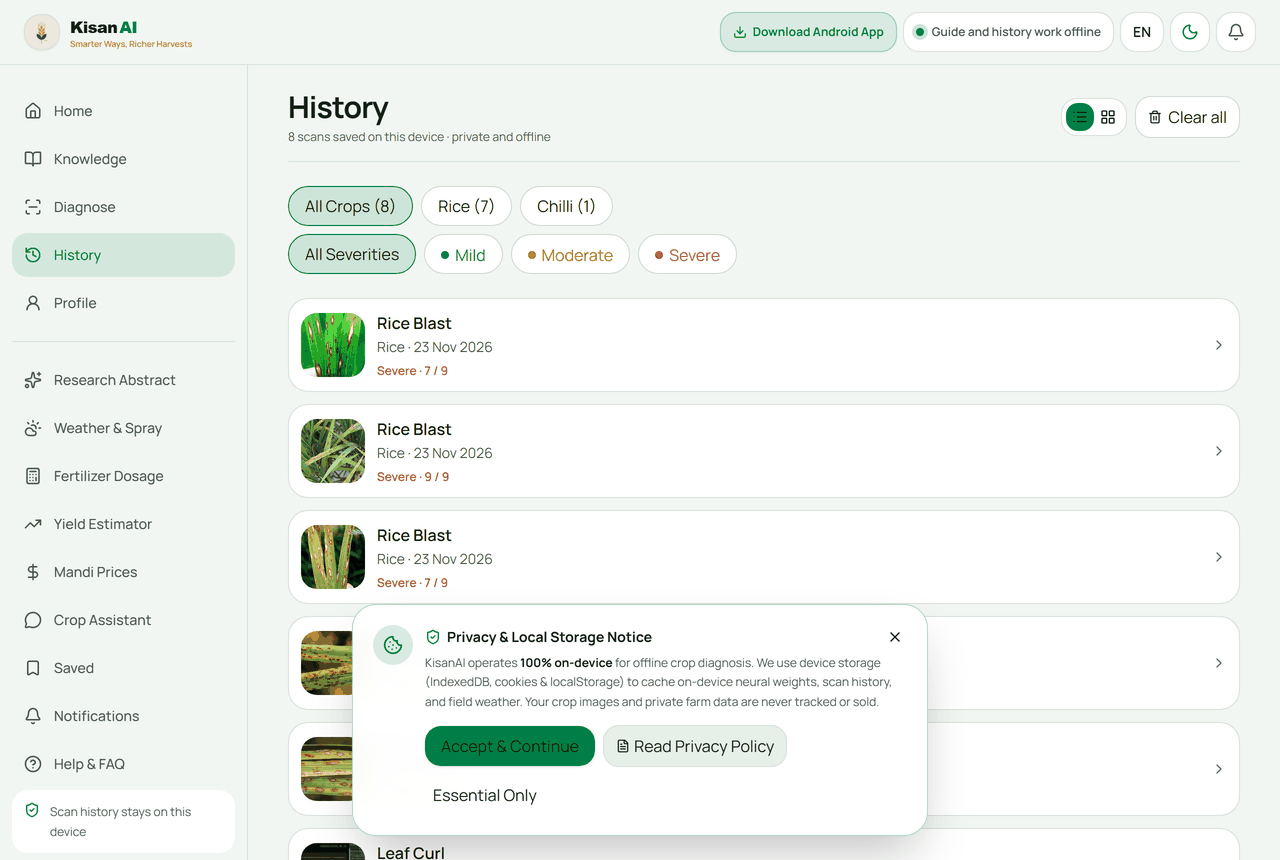 Kisan AI
Smarter Ways, Richer Harvests
Download Android App
Guide and history work offline
EN
Home
Knowledge
Diagnose
History
Profile
Research Abstract
Weather & Spray
Fertilizer Dosage
Yield Estimator
Mandi Prices
Crop Assistant
Saved
Notifications
Help & FAQ
Scan history stays on this
device
History
8 scans saved on this device · private and offline
Clear all
All Crops (8)
Rice (7)
Chilli (1)
All Severities
Mild
Moderate
Severe
Rice Blast
Rice · 23 Nov 2026
Severe · 7 / 9
Rice Blast
Rice · 23 Nov 2026
Severe · 9 / 9
Rice Blast
Rice · 23 Nov 2026
Severe · 7 / 9
Privacy & Local Storage Notice
KisanAI operates 100% on-device for offline crop diagnosis. We use device storage
(IndexedDB, cookies & localStorage) to cache on-device neural weights, scan history,
and field weather. Your crop images and private farm data are never tracked or sold.
Accept & Continue
Read Privacy Policy
Essential Only
Leaf Curl